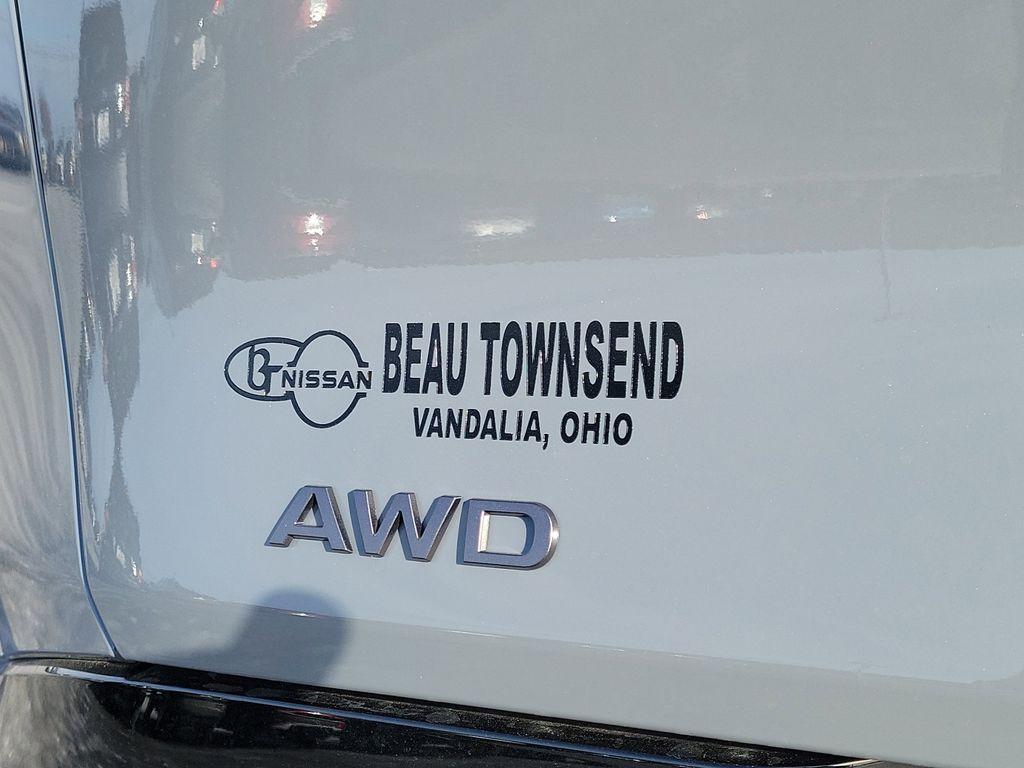 BT NISSAN BEAU TOWNSEND
VANDALIA, OHIO
AWD